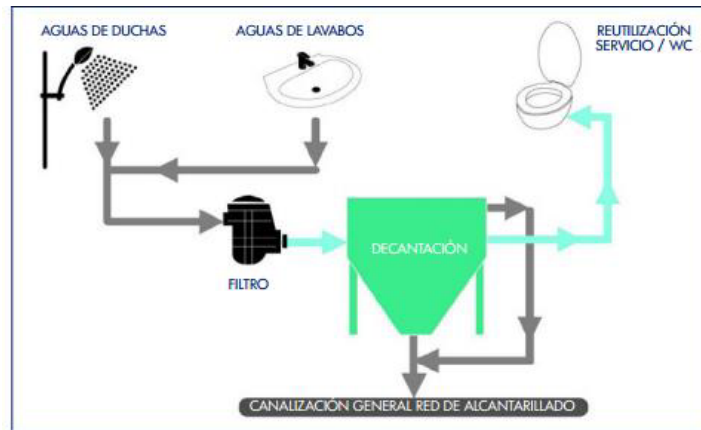 AGUAS DE DUCHAS
AGUAS DE LAVABOS
REUTILIZACIÓN
SERVICIO / WC
DECANTACIÓN
FILTRO
CANALIZACIÓN GENERAL RED DE ALCANTARILLADO